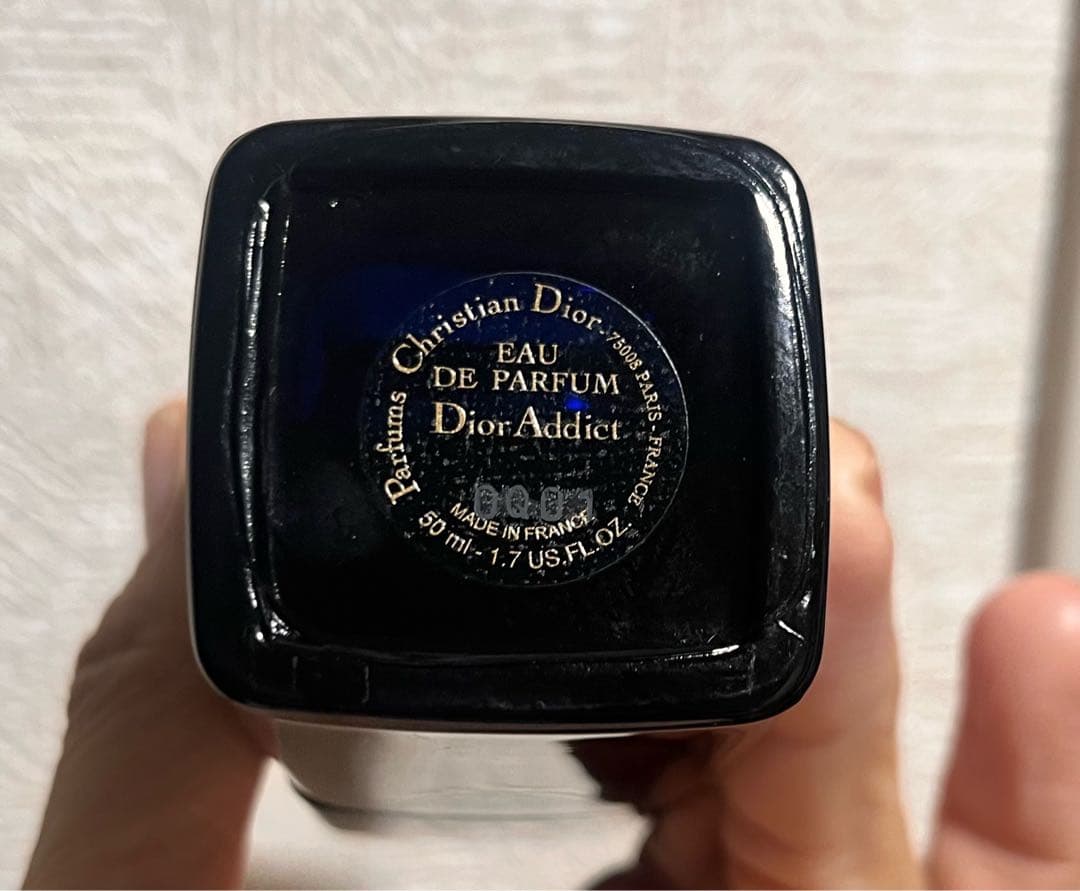 Parfums Christian Dior - 75008 PARIS - FRANCE
EAU
DE PARFUM
Dior Addict
MADE IN FRANCE
50 ml - 1.7 US.FL.OZ.